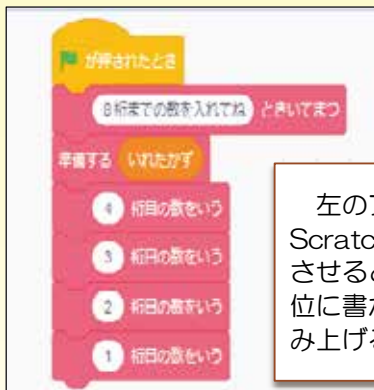 が押されたとき
8桁までの数を入れてね ときいてまつ
準備する いれたかず
4 桁目の数をいう
3 桁目の数をいう
2 桁目の数をいう
1 桁目の数をいう
左のフ
Scratc
させると
位に書か
み上げる